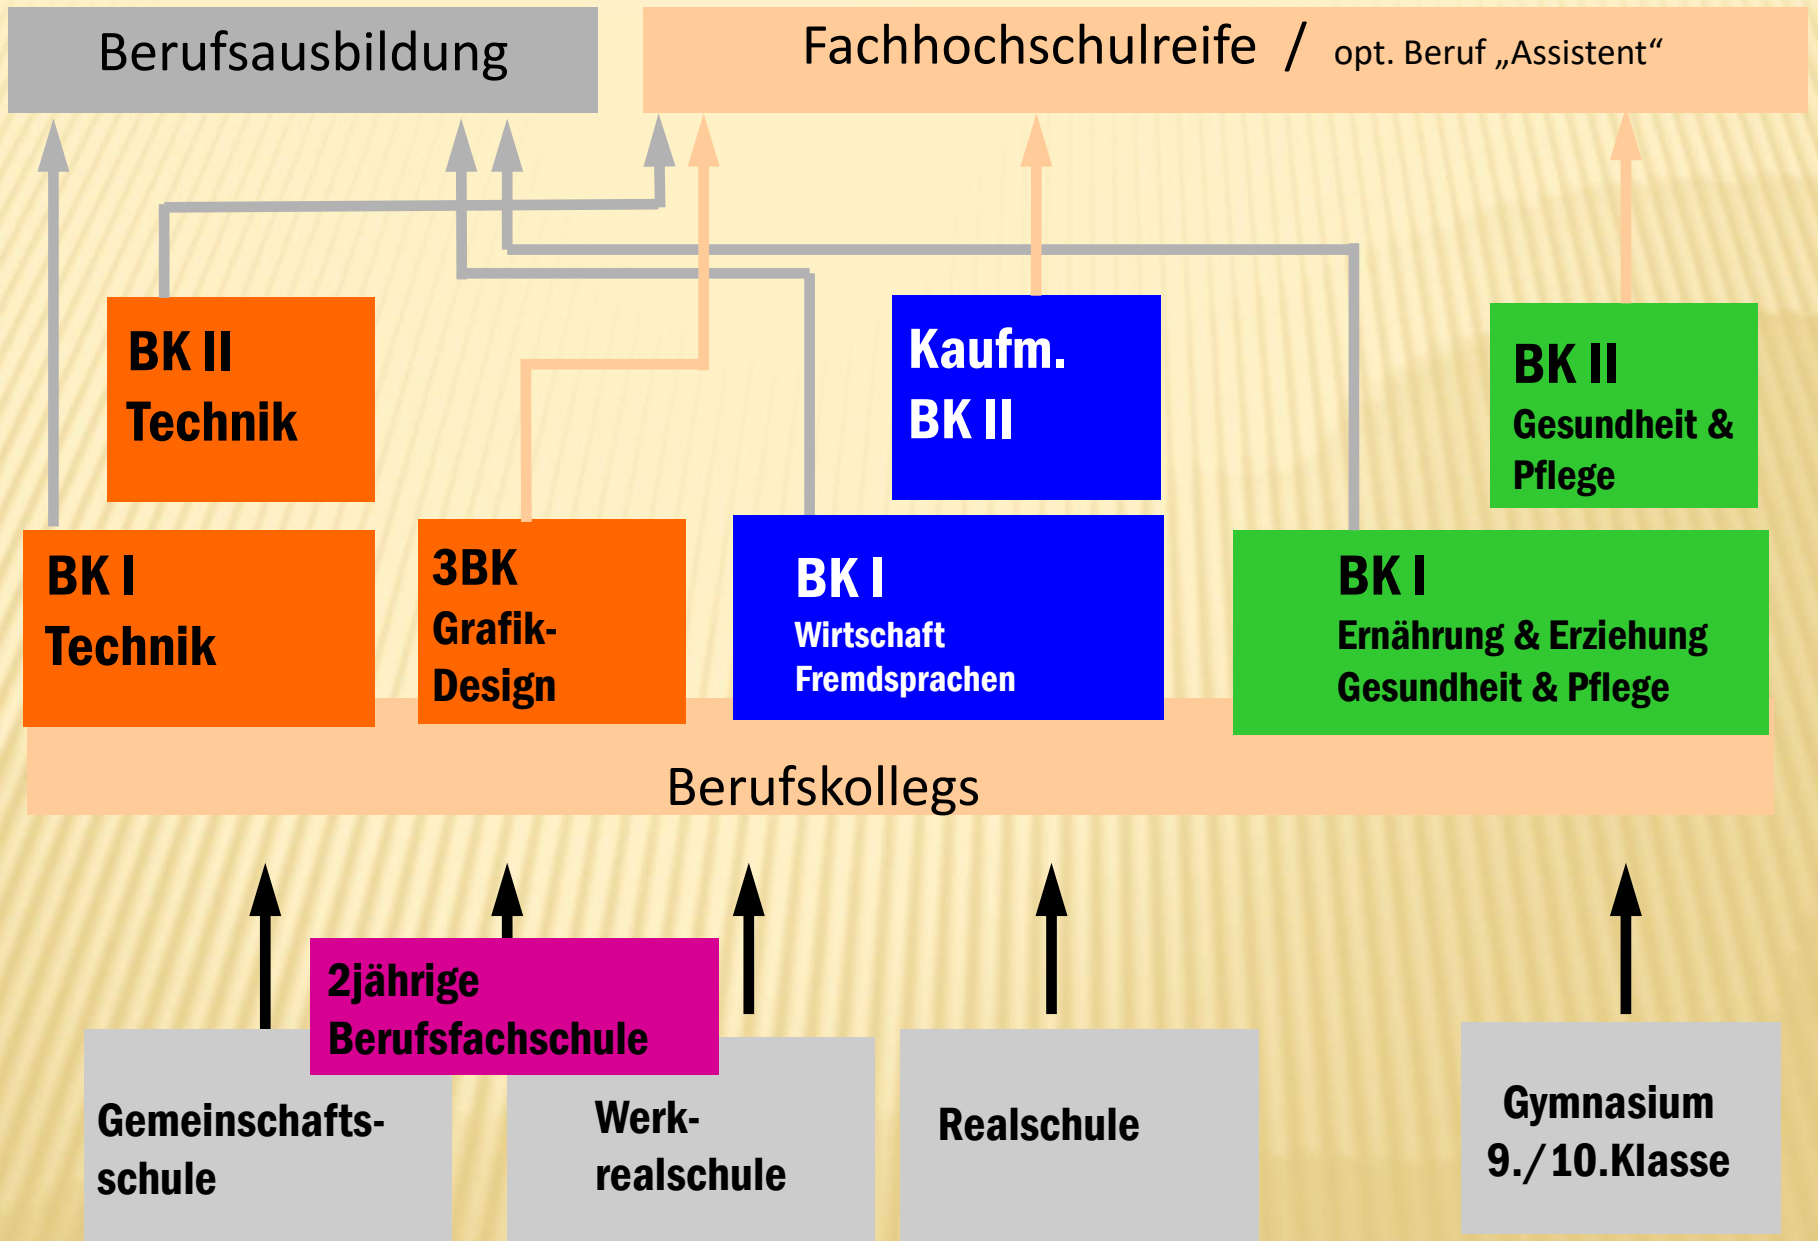 Berufsausbildung
Fachhochschulreife / opt. Beruf „Assistent“
BK II
Technik
Kaufm.
BK II
BK II
Gesundheit &
Pflege
BK I
Technik
3BK
Grafik-
Design
BK I
Wirtschaft
Fremdsprachen
BK I
Ernährung & Erziehung
Gesundheit & Pflege
Berufskollegs
2jährige
Berufsfachschule
Gemeinschafts-
schule
Werk-
realschule
Realschule
Gymnasium
9./10.Klasse